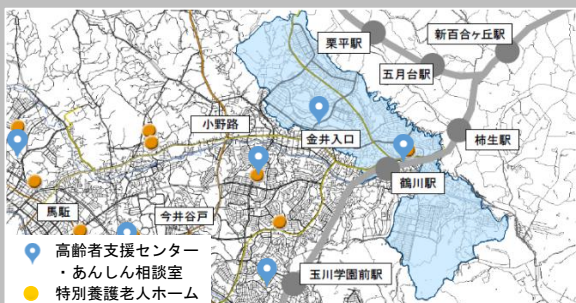 新百合ヶ丘駅
栗平駅
五月台駅
小野路
金井入口
柿生駅
鶴川駅
馬駈
今井谷戸
玉川学園前駅
高齢者支援センター
・あんしん相談室
特別養護老人ホーム